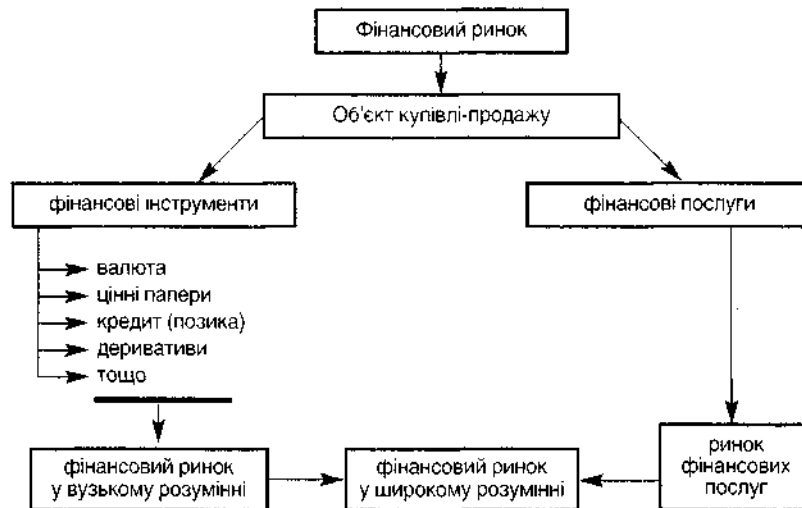 Фінансовий ринок
Об'єкт купівлі-продажу
фінансові інструменти
фінансові послуги
валюта
цінні папери
кредит (позика)
деривативи
тощо
фінансовий ринок
у вузькому розумінні
фінансовий ринок
у широкому розумінні
ринок
фінансових
послуг